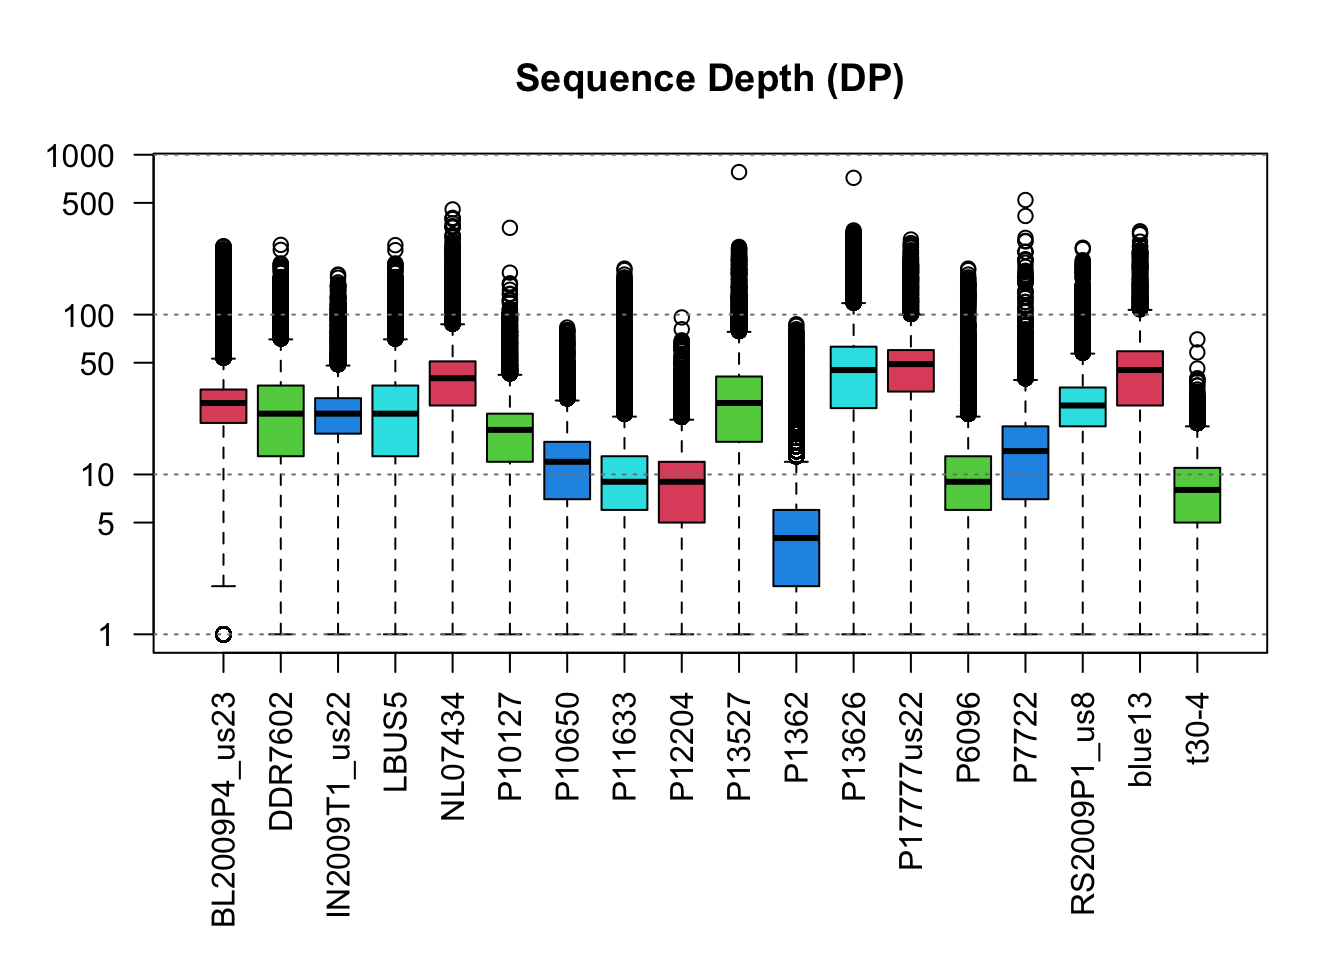 Sequence Depth (DP)
1000
500
100
50
10
5
1
BL2009P4_us23
DDR7602
IN2009T1_us22
LBUS5
NL07434
P10127
P10650
P11633
P12204
P13527
P1362
P13626
P17777us22
P6096
P7722
RS2009P1_us8
blue13
t30-4